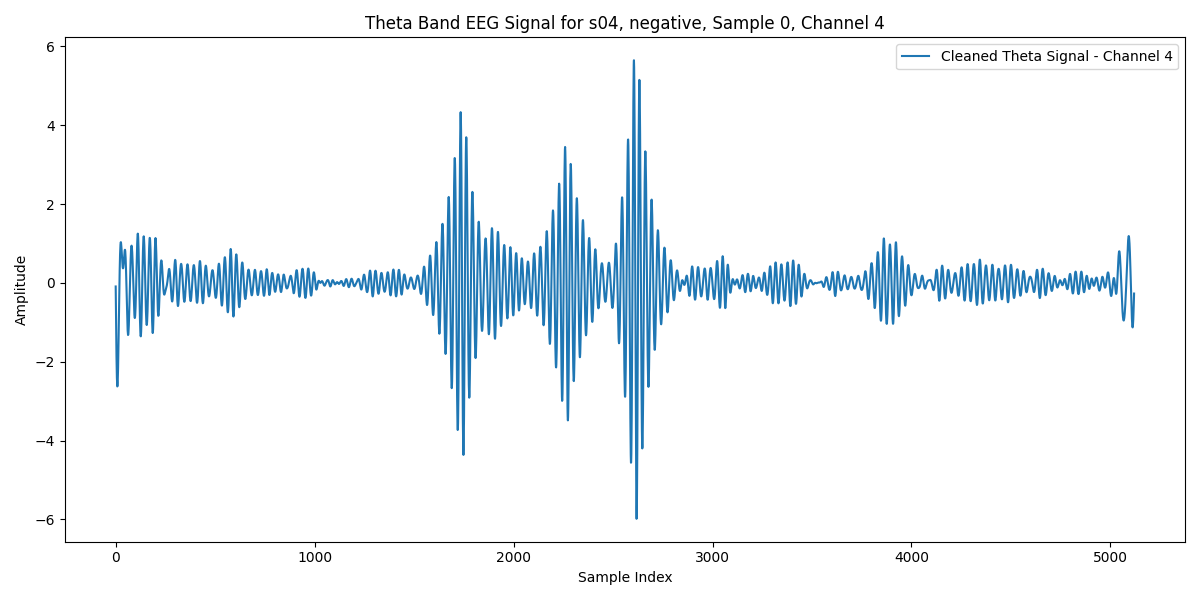 Theta Band EEG Signal for s04, negative, Sample 0, Channel 4
Cleaned Theta Signal - Channel 4
6
4
2
0
−2
−4
−6
Amplitude
0 1000 2000 3000 4000 5000
Sample Index